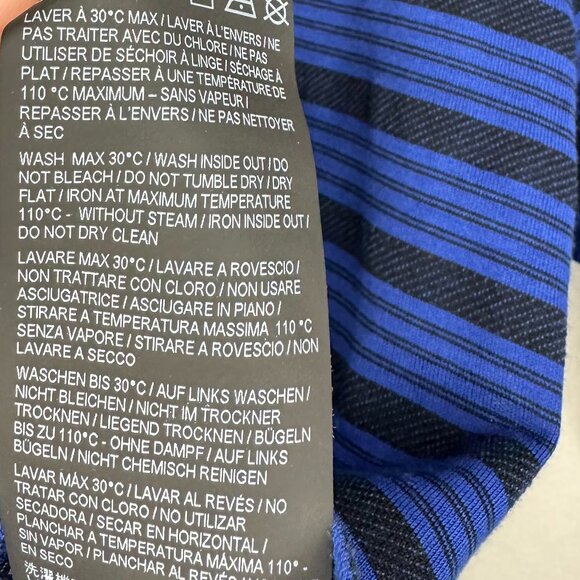 LAVER À 30°C MAX / LAVER À L'ENVERS / NE
PAS TRAITER AVEC DU CHLORE / NE PAS
UTILISER DE SÉCHOIR À LINGE / SÉCHAGE À
PLAT / REPASSER À UNE TEMPÉRATURE DE
110 °C MAXIMUM – SANS VAPEUR /
REPASSER À L'ENVERS / NE PAS NETTOYER
À SEC
WASH MAX 30°C / WASH INSIDE OUT / DO
NOT BLEACH / DO NOT TUMBLE DRY / DRY
FLAT / IRON AT MAXIMUM TEMPERATURE
110°C - WITHOUT STEAM / IRON INSIDE OUT /
DO NOT DRY CLEAN
LAVARE MAX 30°C / LAVARE A ROVESCIO /
NON TRATTARE CON CLORO / NON USARE
ASCIUGATRICE / ASCIUGARE IN PIANO /
STIRARE A TEMPERATURA MASSIMA 110 °C
SENZA VAPORE / STIRARE A ROVESCIO / NON
LAVARE A SECCO
WASCHEN BIS 30°C / AUF LINKS WASCHEN /
NICHT BLEICHEN / NICHT IM TROCKNER
TROCKNEN / LIEGEND TROCKNEN / BÜGELN
BIS ZU 110°C - OHNE DAMPF / AUF LINKS
BÜGELN / NICHT CHEMISCH REINIGEN
LAVAR MÁX 30°C / LAVAR AL REVÉS / NO
TRATAR CON CLORO / NO UTILIZAR
SECADORA / SECAR EN HORIZONTAL /
PLANCHAR A TEMPERATURA MÁXIMA 110° -
SIN VAPOR / PLANCHAR AL REVÉS / NO
EN SECO